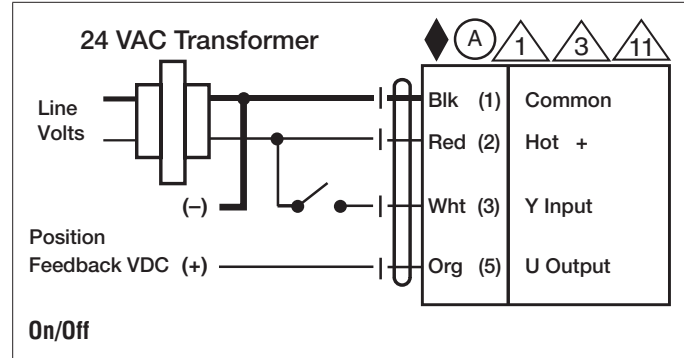 24 VAC Transformer
A 1 3 11
Line
Volts
Blk (1) Common
Red (2) Hot +
(–)
Wht (3) Y Input
Position
Feedback VDC (+)
Org (5) U Output
On/Off